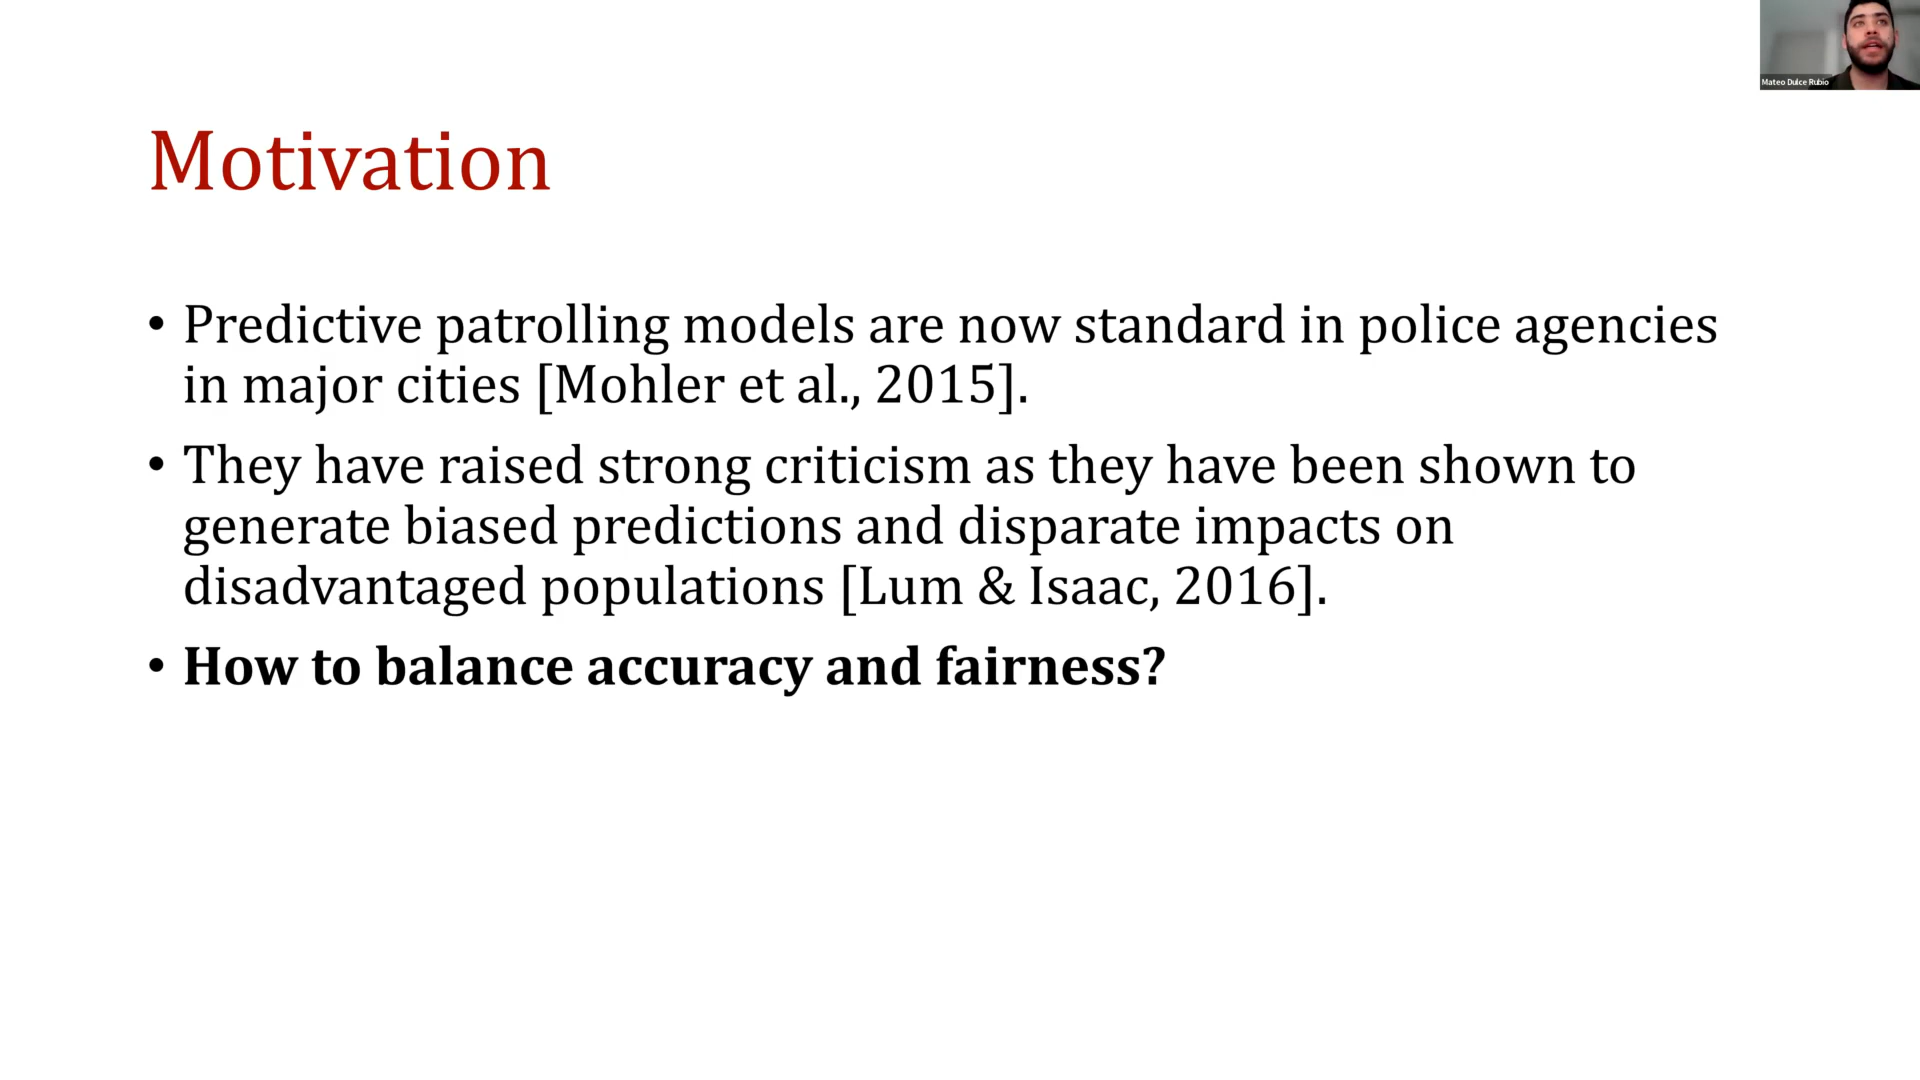 Mateo Dulce Rubio
Motivation
• Predictive patrolling models are now standard in police agencies
in major cities [Mohler et al., 2015].
• They have raised strong criticism as they have been shown to
generate biased predictions and disparate impacts on
disadvantaged populations [Lum & Isaac, 2016].
• How to balance accuracy and fairness?